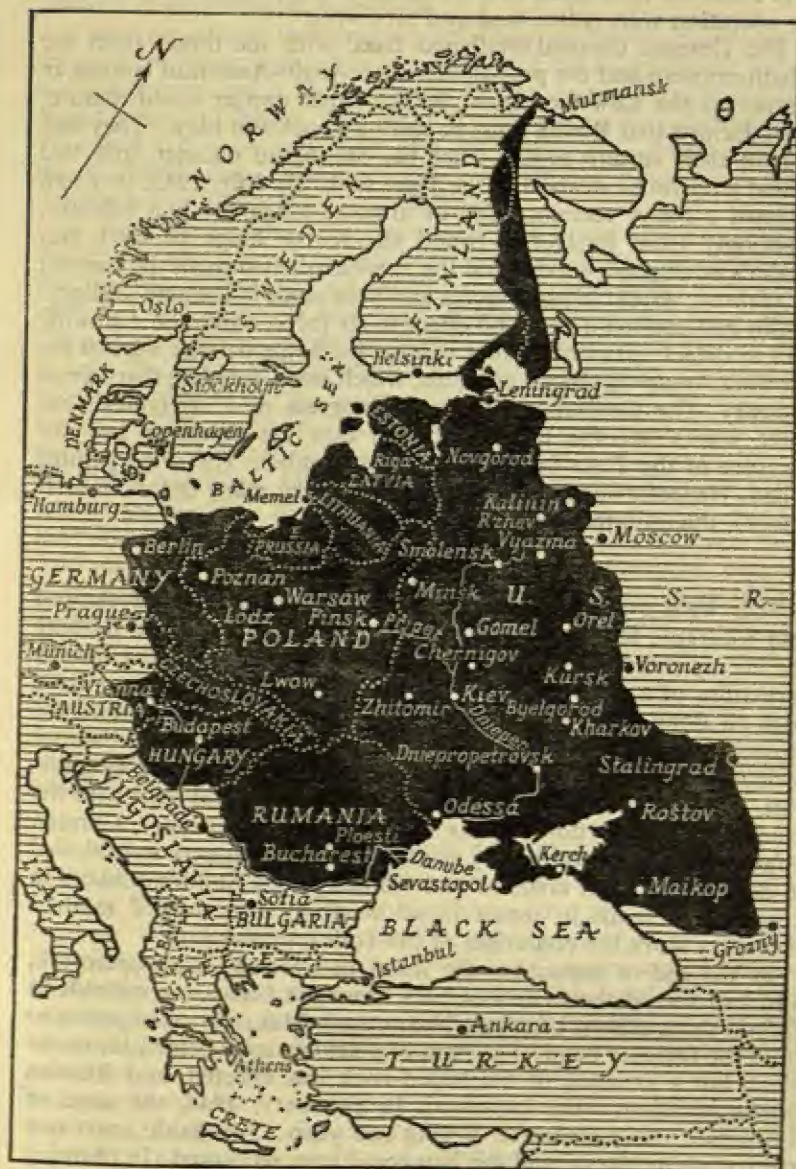 N
NORWAY
SWEDEN
FINLAND
Murmansk
Oslo
Stockholm
Helsinki
Leningrad
DENMARK
Copenhagen
BALTIC SEA
ESTONIA
Riga
LATVIA
Novgorod
Hamburg
Memel
LITHUANIA
Kalinin
Rzhev
Vyazma
Moscow
Berlin
PRUSSIA
Smolensk
GERMANY
Poznan
Warsaw
Minsk
U. S. S. R.
Lodz
Pinsk
Pripet
Gomel
Orel
Prague
POLAND
Chernigov
Munich
Kursk
Voronezh
Vienna
CZECHOSLOVAKIA
Lwow
Zhitomir
Kiev
Byelgorod
AUSTRIA
Budapest
Dnieper
Kharkov
HUNGARY
Dniepropetrovsk
Stalingrad
Belgrade
RUMANIA
Odessa
Rostov
YUGOSLAVIA
Ploesti
Bucharest
Danube
Kerch
ITALY
Sevastopol
Maikop
Sofia
BULGARIA
BLACK SEA
Grozny
ALBANIA
GREECE
Istanbul
Ankara
TURKEY
Athens
CRETE